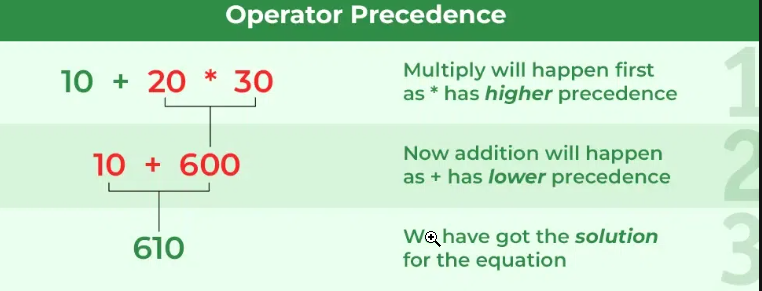 Operator Precedence
10 + 20 * 30
Multiply will happen first
as * has higher precedence
1
10 + 600
Now addition will happen
as + has lower precedence
2
610
We have got the solution
for the equation
3